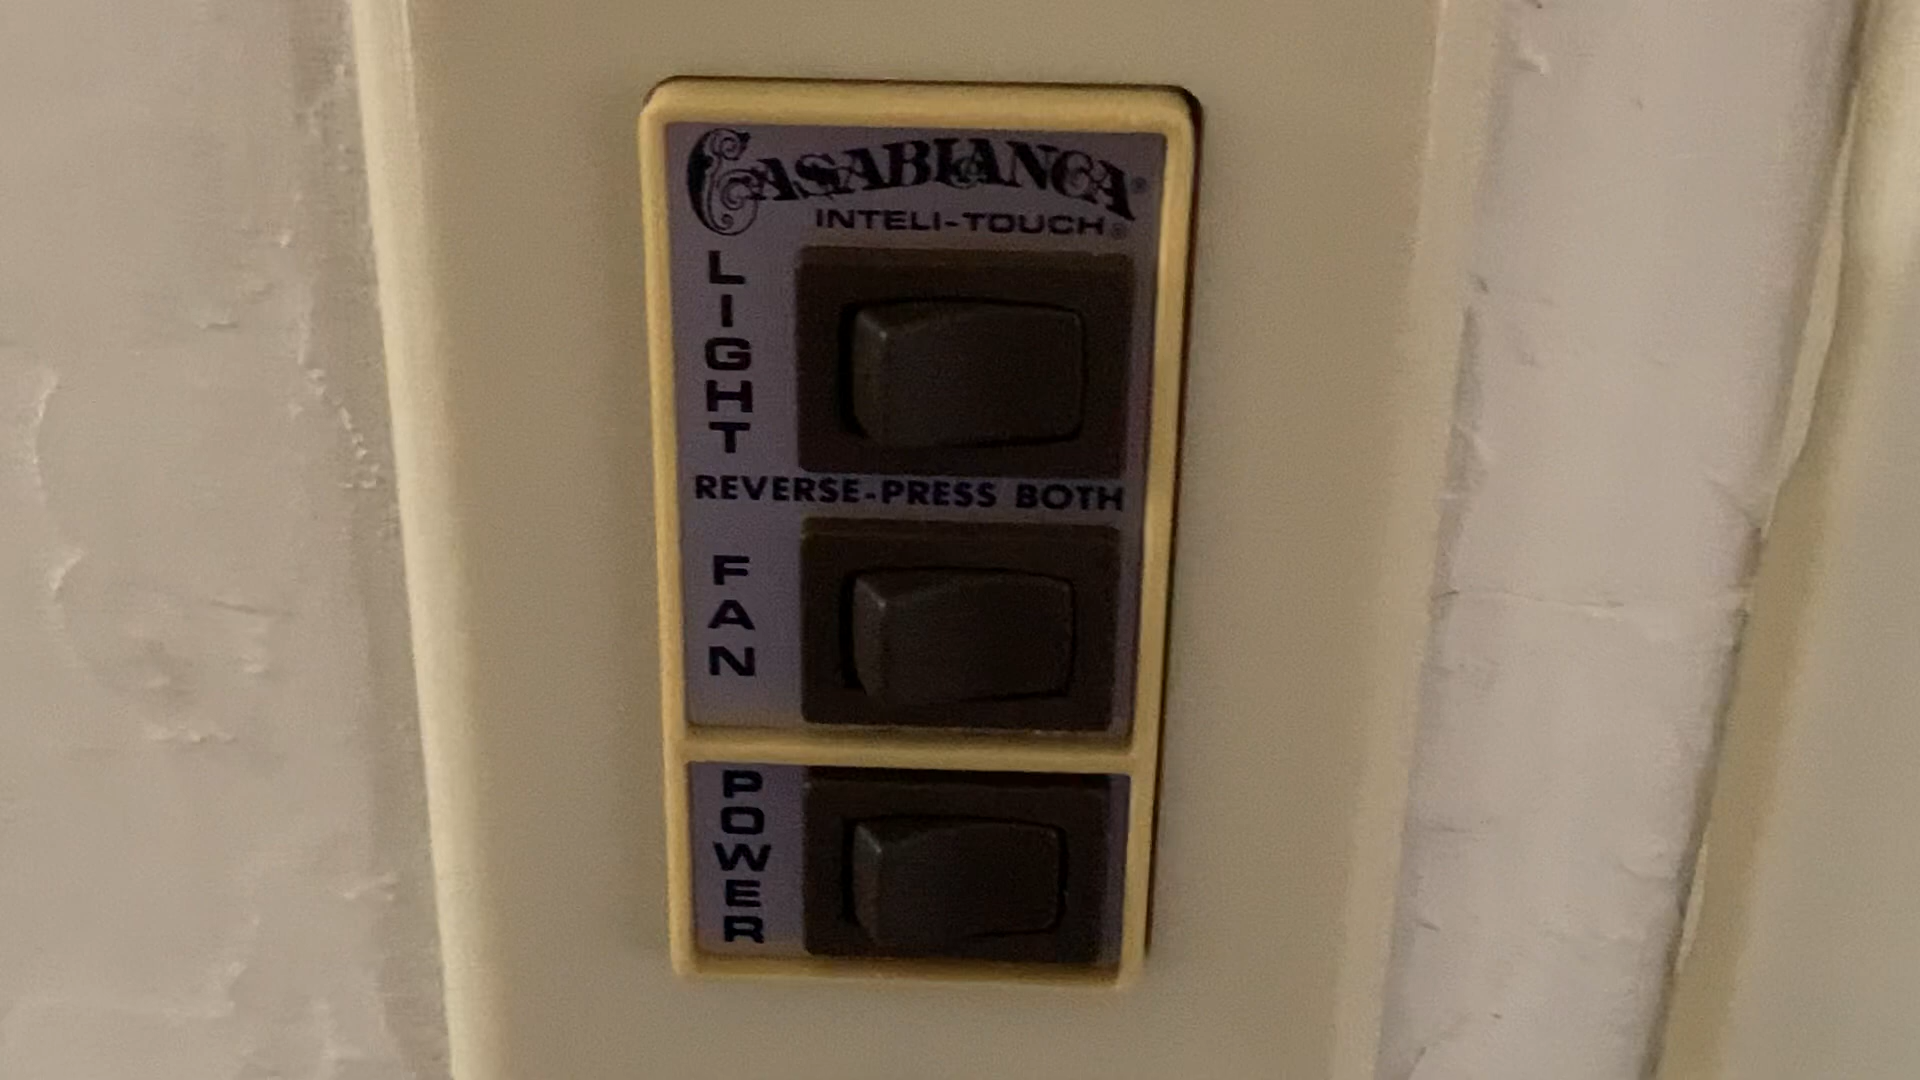 CASABLANCA®
INTELI-TOUCH®
LIGHT
REVERSE-PRESS BOTH
FAN
POWER